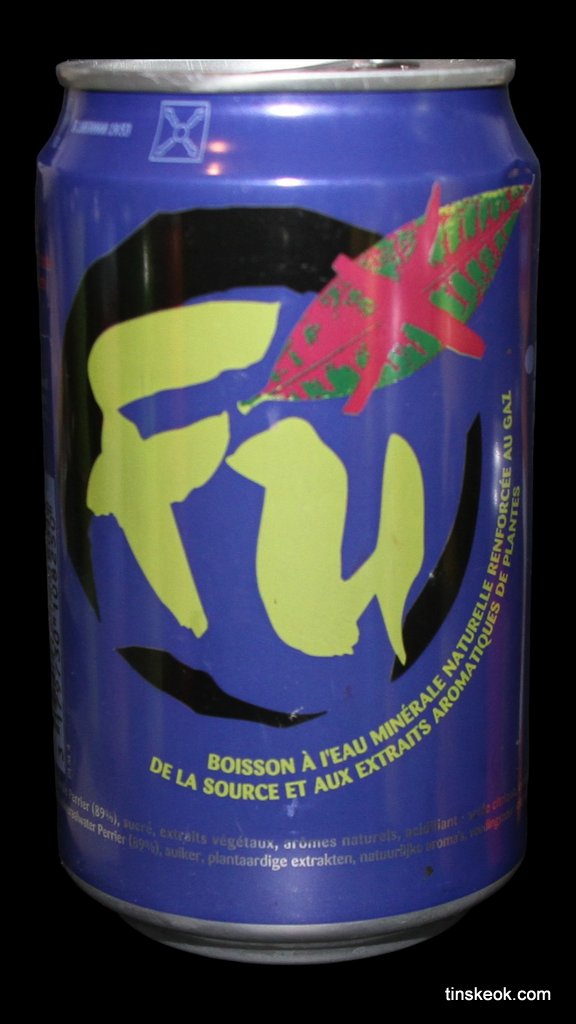 Fu
BOISSON À l'EAU MINÉRALE NATURELLE RENFORCÉE AU GAZ
DE LA SOURCE ET AUX EXTRAITS AROMATIQUES DE PLANTES
Perrier (89%), sucre, extraits végétaux, arômes naturels, acidifiant
Perrier (89%), suiker, plantaardige extrakten, natuurlijke aroma's,
tinskeok.com